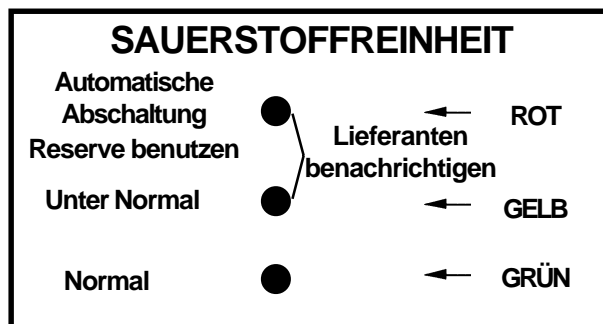 SAUERSTOFFREINHEIT
Automatische
Abschaltung
Reserve benutzen
Lieferanten
benachrichtigen
ROT
Unter Normal
GELB
Normal
GRÜN